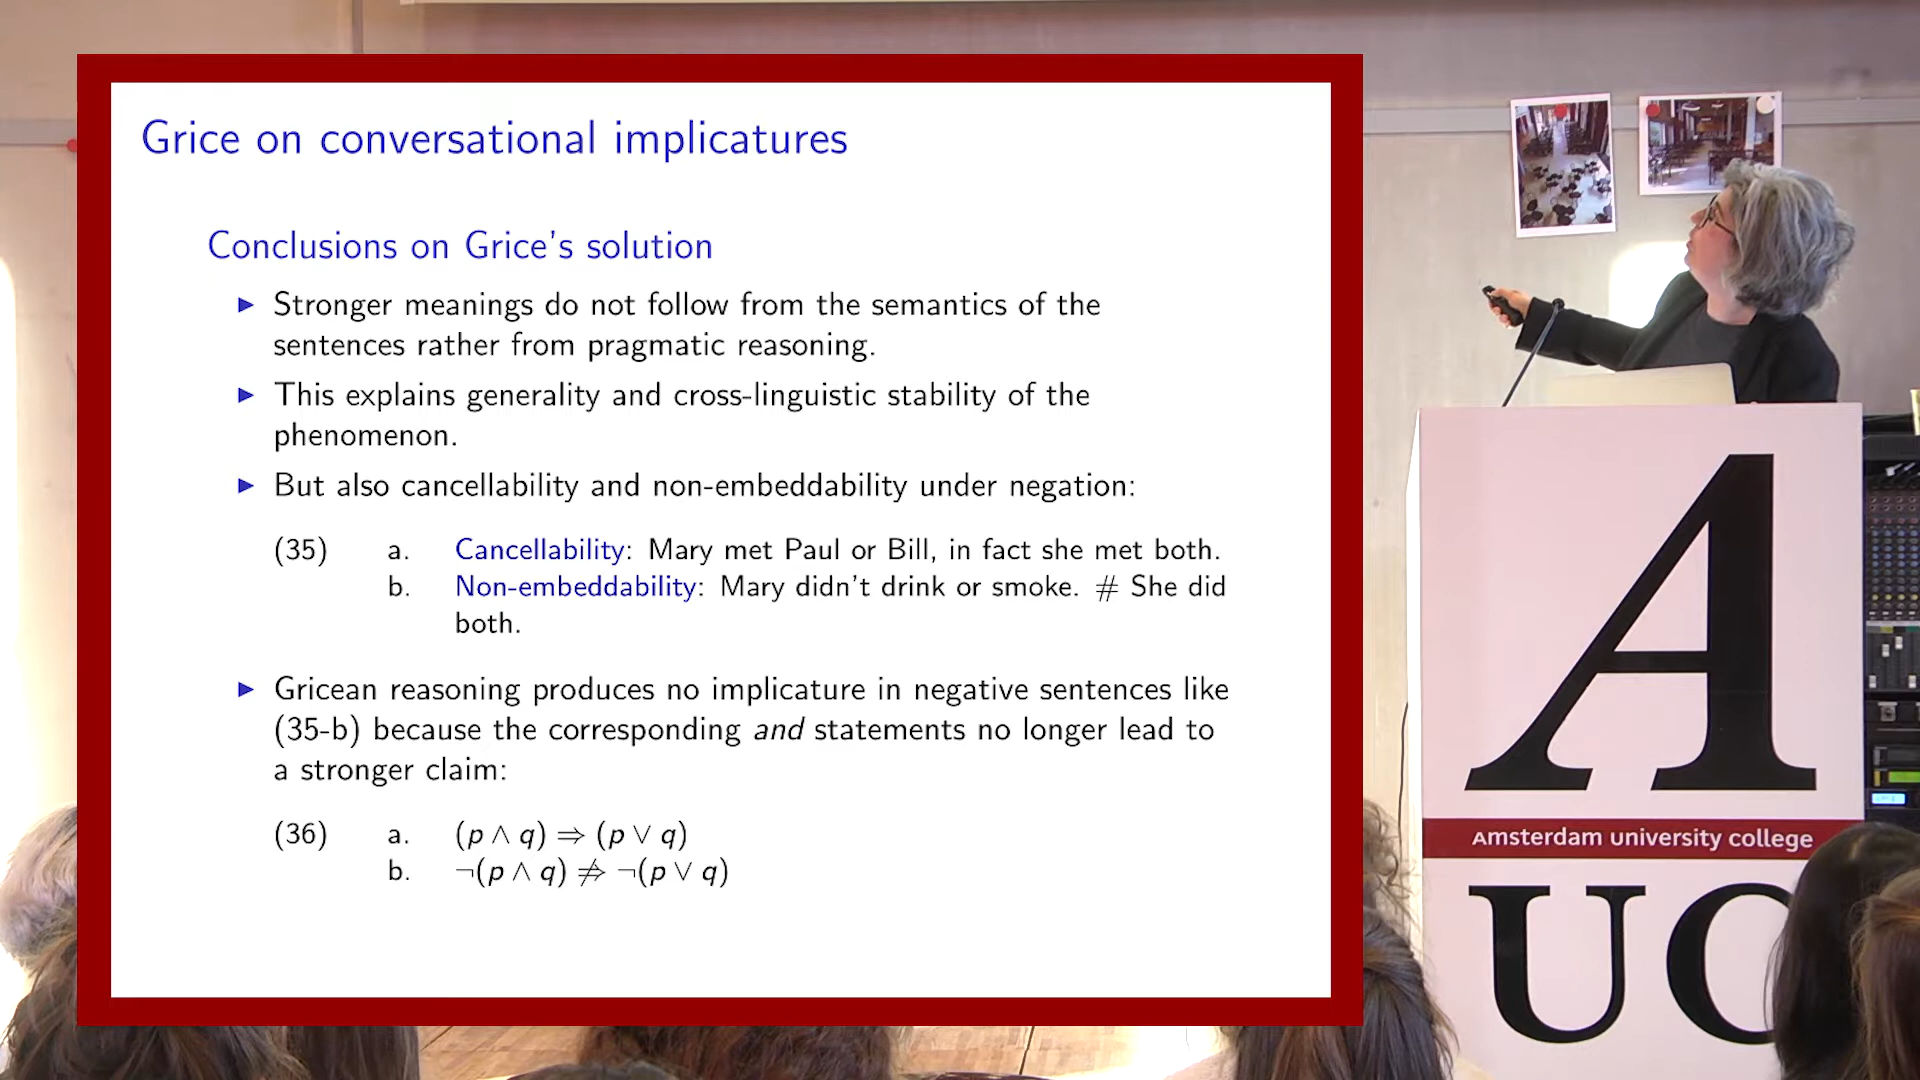 Grice on conversational implicatures
Conclusions on Grice's solution
▶ Stronger meanings do not follow from the semantics of the
sentences rather from pragmatic reasoning.
▶ This explains generality and cross-linguistic stability of the
phenomenon.
▶ But also cancellability and non-embeddability under negation:
(35) a. Cancellability: Mary met Paul or Bill, in fact she met both.
b. Non-embeddability: Mary didn't drink or smoke. # She did
both.
▶ Gricean reasoning produces no implicature in negative sentences like
(35-b) because the corresponding and statements no longer lead to
a stronger claim:
(36) a. (p ∧ q) ⇒ (p ∨ q)
b. ¬(p ∧ q) ⇏ ¬(p ∨ q)
A
Amsterdam university college
UC